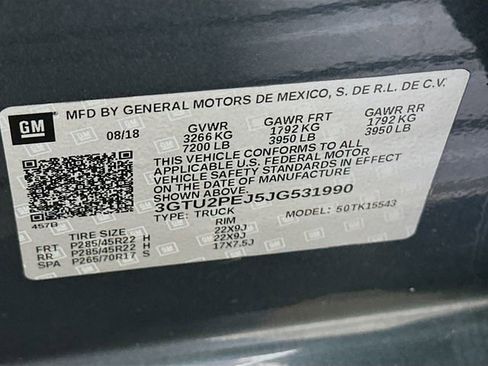 GM
MFD BY GENERAL MOTORS DE MEXICO, S. DE R.L. DE C.V.
08/18 GVWR GAWR FRT GAWR RR
3266 KG 1792 KG 1792 KG
7200 LB 3950 LB 3950 LB
THIS VEHICLE CONFORMS TO ALL
APPLICABLE U.S. FEDERAL MOTOR
VEHICLE SAFETY STANDARDS IN EFFECT
ON THE DATE OF MANUFACTURE SHOWN ABOVE.
3GTU2PEJ5JG531990
457B TYPE: TRUCK 50TK15543
TIRE SIZE RIM
FRT P285/45R22 H 22X9J
RR P285/45R22 H 22X9J
SPA P265/70R17 S 17X7.5J